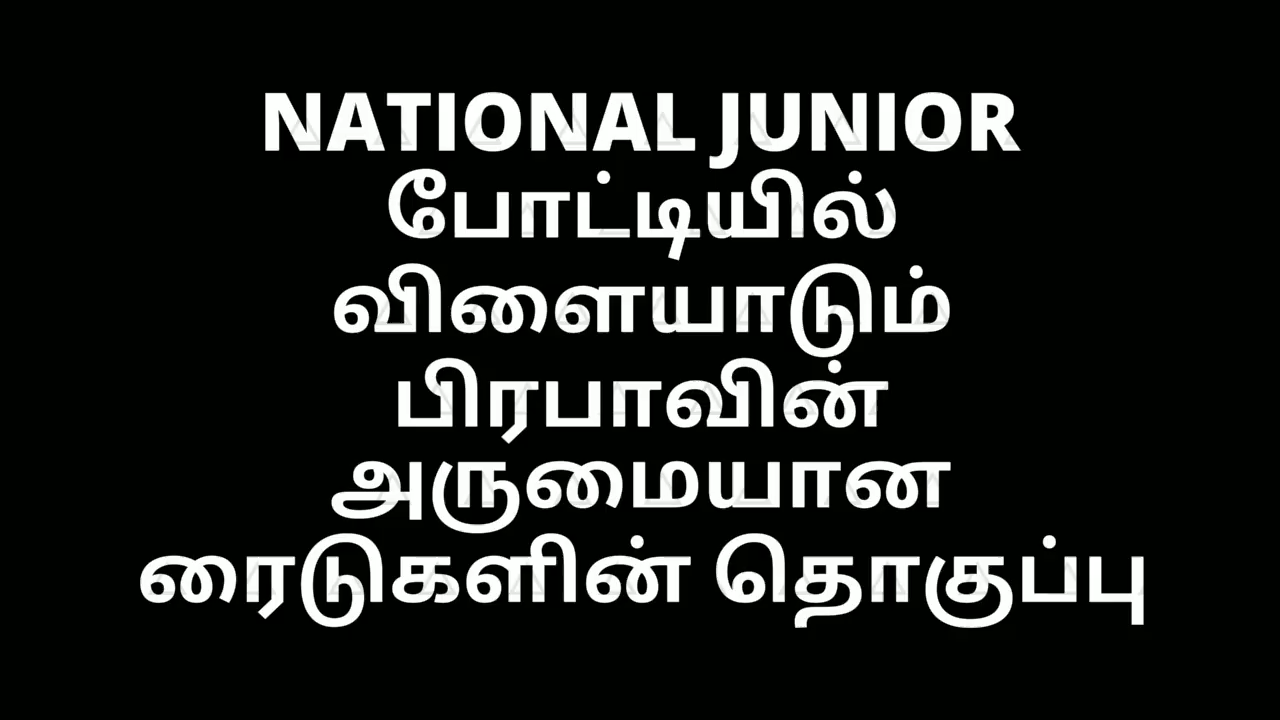 NATIONAL JUNIOR
போட்டியில்
விளையாடும்
பிரபாவின்
அருமையான
ரைடுகளின் தொகுப்பு